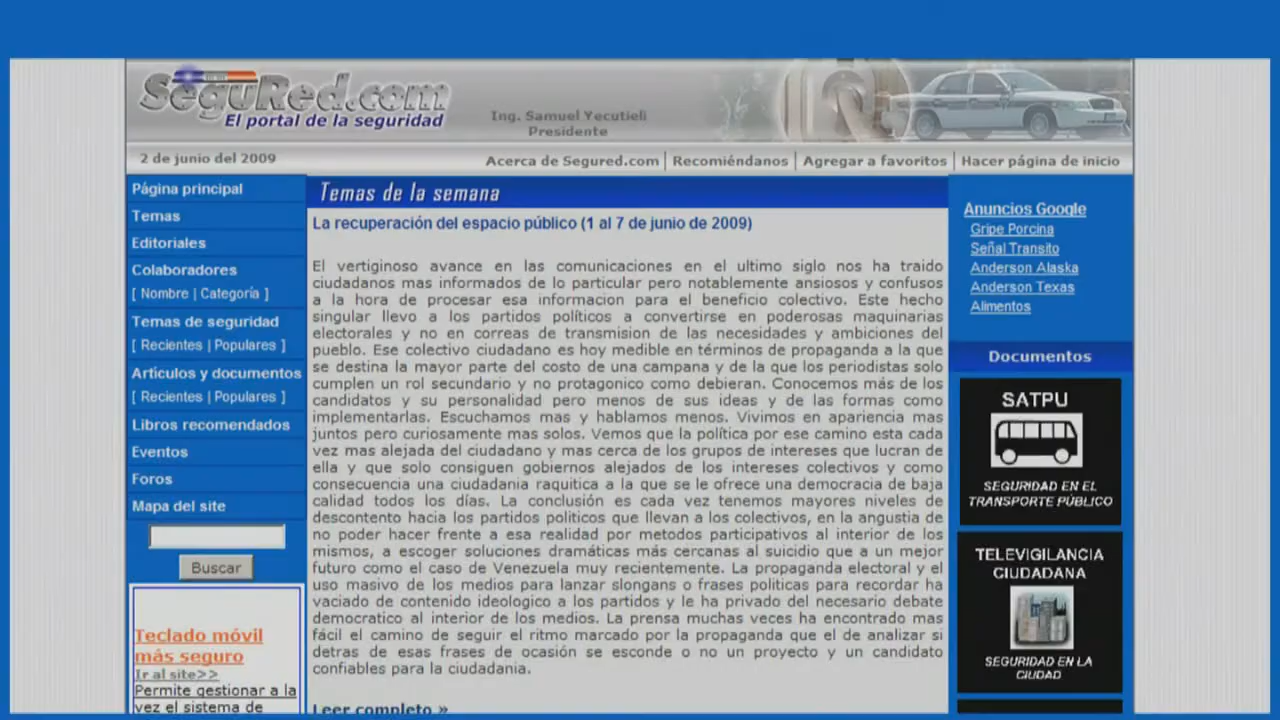 SeguRed.com
El portal de la seguridad
Ing. Samuel Yecutieli
Presidente
2 de junio del 2009
Acerca de Segured.com | Recomiéndanos | Agregar a favoritos | Hacer página de inicio
Página principal
Temas
Editoriales
Colaboradores
[ Nombre | Categoría ]
Temas de seguridad
[ Recientes | Populares ]
Artículos y documentos
[ Recientes | Populares ]
Libros recomendados
Eventos
Foros
Mapa del site
Buscar
Teclado móvil
más seguro
Ir al site>>
Permite gestionar a la
vez el sistema de
Temas de la semana
La recuperación del espacio público (1 al 7 de junio de 2009)
El vertiginoso avance en las comunicaciones en el ultimo siglo nos ha traido
ciudadanos mas informados de lo particular pero notablemente ansiosos y confusos
a la hora de procesar esa informacion para el beneficio colectivo. Este hecho
singular llevo a los partidos políticos a convertirse en poderosas maquinarias
electorales y no en correas de transmision de las necesidades y ambiciones del
pueblo. Ese colectivo ciudadano es hoy medible en términos de propaganda a la que
se destina la mayor parte del costo de una campana y de la que los periodistas solo
cumplen un rol secundario y no protagonico como debieran. Conocemos más de los
candidatos y su personalidad pero menos de sus ideas y de las formas como
implementarlas. Escuchamos mas y hablamos menos. Vivimos en apariencia mas
juntos pero curiosamente mas solos. Vemos que la política por ese camino esta cada
vez mas alejada del ciudadano y mas cerca de los grupos de intereses que lucran de
ella y que solo consiguen gobiernos alejados de los intereses colectivos y como
consecuencia una ciudadania raquitica a la que se le ofrece una democracia de baja
calidad todos los días. La conclusión es cada vez tenemos mayores niveles de
descontento hacia los partidos politicos que llevan a los colectivos, en la angustia de
no poder hacer frente a esa realidad por metodos participativos al interior de los
mismos, a escoger soluciones dramáticas más cercanas al suicidio que a un mejor
futuro como el caso de Venezuela muy recientemente. La propaganda electoral y el
uso masivo de los medios para lanzar slongans o frases politicas para recordar ha
vaciado de contenido ideologico a los partidos y le ha privado del necesario debate
democratico al interior de los medios. La prensa muchas veces ha encontrado mas
fácil el camino de seguir el ritmo marcado por la propaganda que el de analizar si
detras de esas frases de ocasión se esconde o no un proyecto y un candidato
confiables para la ciudadania.
Leer completo »
Anuncios Google
Gripe Porcina
Señal Transito
Anderson Alaska
Anderson Texas
Alimentos
Documentos
SATPU
SEGURIDAD EN EL
TRANSPORTE PÚBLICO
TELEVIGILANCIA
CIUDADANA
SEGURIDAD EN LA
CIUDAD